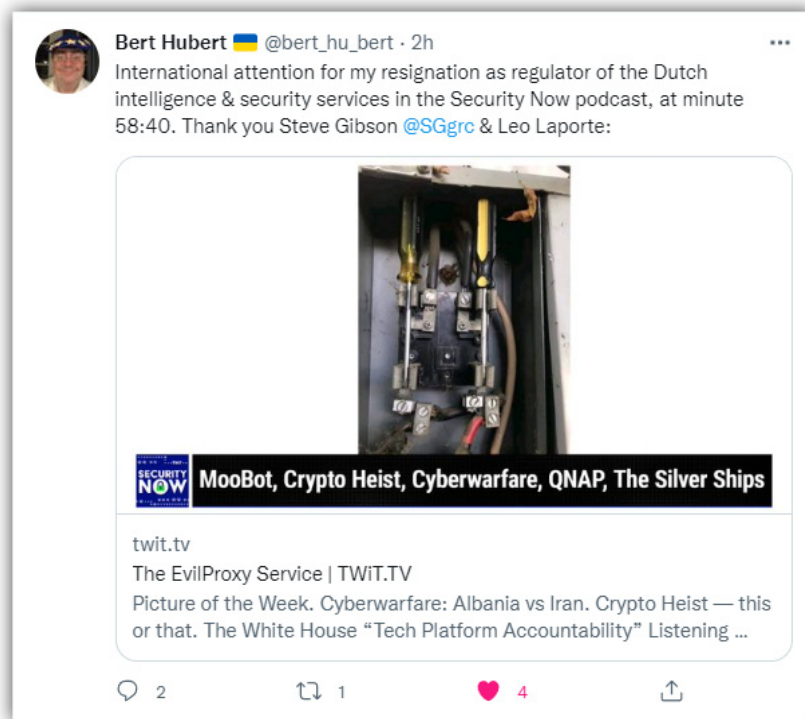 Bert Hubert 🇺🇦 @bert_hu_bert · 2h
International attention for my resignation as regulator of the Dutch
intelligence & security services in the Security Now podcast, at minute
58:40. Thank you Steve Gibson @SGgrc & Leo Laporte:
TWiT
SECURITY
NOW
MooBot, Crypto Heist, Cyberwarfare, QNAP, The Silver Ships
twit.tv
The EvilProxy Service | TWiT.TV
Picture of the Week. Cyberwarfare: Albania vs Iran. Crypto Heist — this
or that. The White House “Tech Platform Accountability” Listening ...
2 1 4